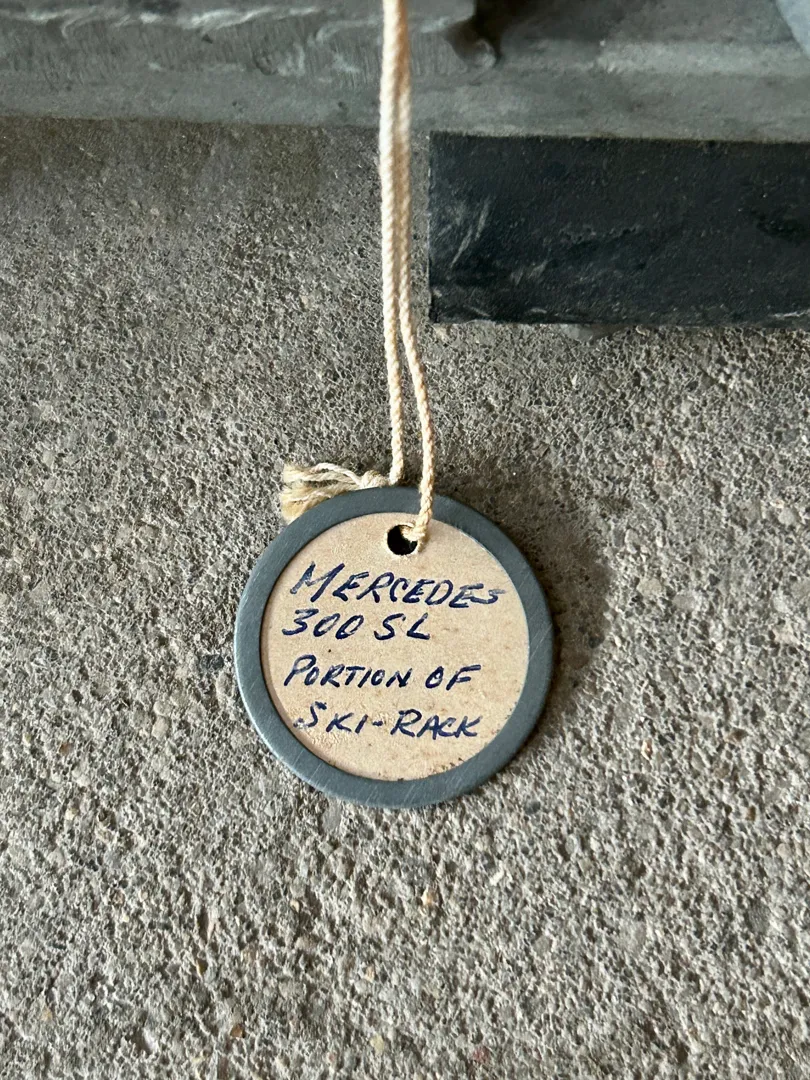 MERCEDES
300 SL
PORTION OF
SKI-RACK